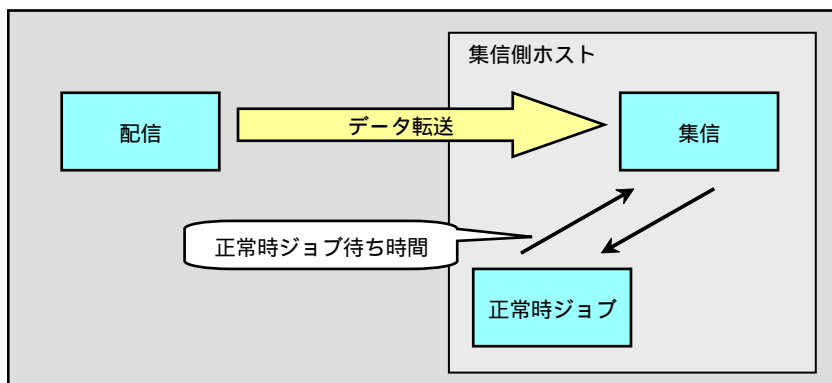 集信側ホスト
配信
データ転送
集信
正常時ジョブ待ち時間
正常時ジョブ